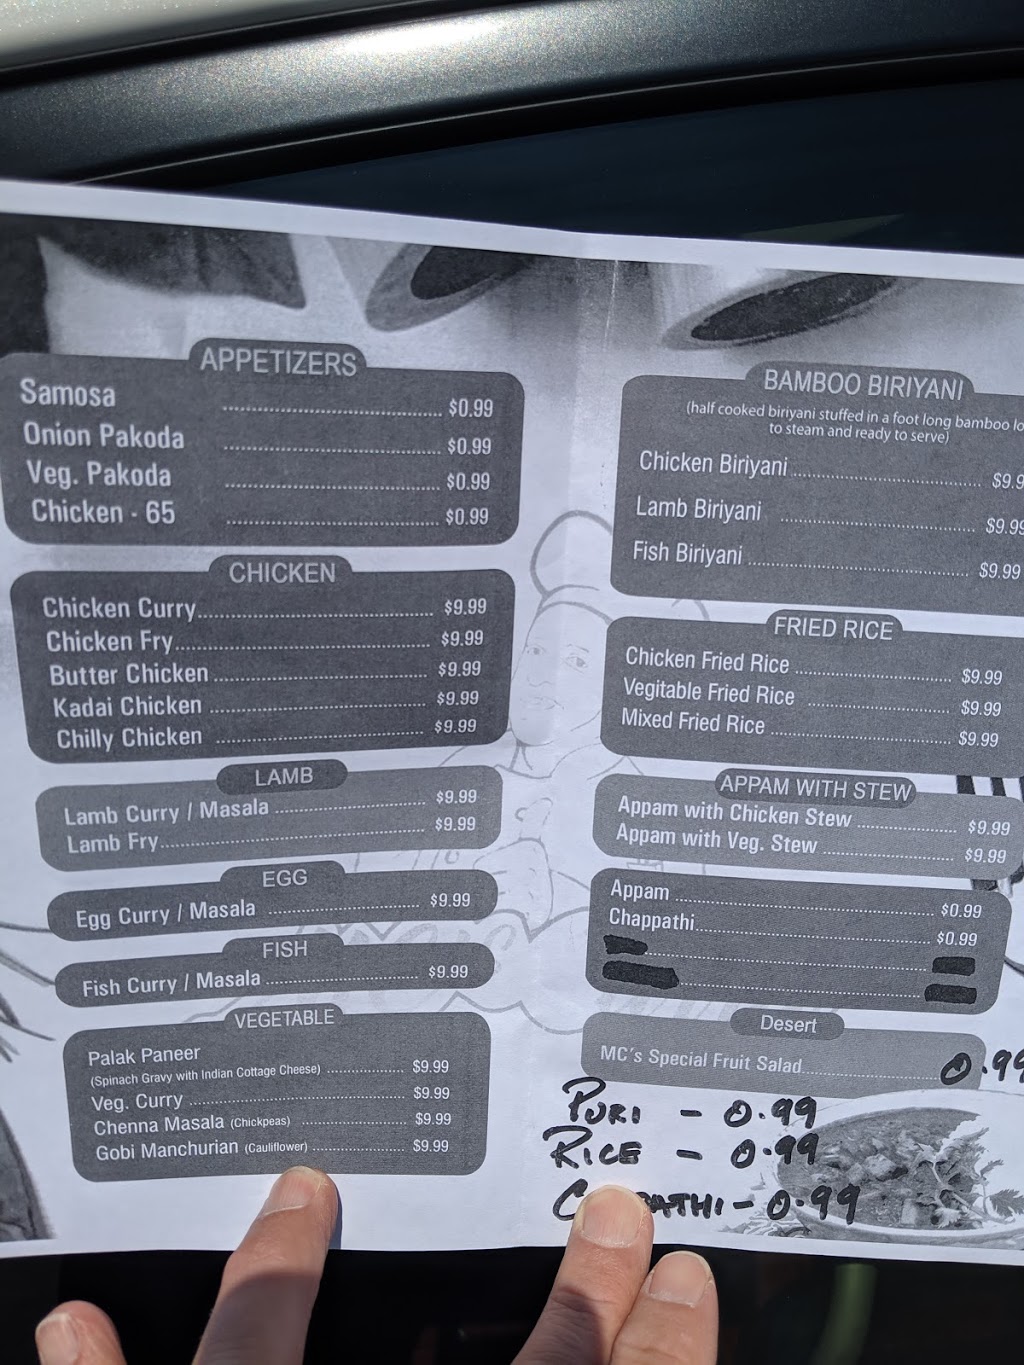 APPETIZERS
Samosa ........ $0.99
Onion Pakoda ........ $0.99
Veg. Pakoda ........ $0.99
Chicken - 65 ........ $0.99
CHICKEN
Chicken Curry ........ $9.99
Chicken Fry ........ $9.99
Butter Chicken ........ $9.99
Kadai Chicken ........ $9.99
Chilly Chicken ........ $9.99
LAMB
Lamb Curry / Masala ........ $9.99
Lamb Fry ........ $9.99
EGG
Egg Curry / Masala ........ $9.99
FISH
Fish Curry / Masala ........ $9.99
VEGETABLE
Palak Paneer
(Spinach Gravy with Indian Cottage Cheese) ........ $9.99
Veg. Curry ........ $9.99
Chenna Masala (Chickpeas) ........ $9.99
Gobi Manchurian (Cauliflower) ........ $9.99
BAMBOO BIRIYANI
(half cooked biriyani stuffed in a foot long bamboo
to steam and ready to serve)
Chicken Biriyani ........ $9.9
Lamb Biriyani ........ $9.99
Fish Biriyani ........ $9.99
FRIED RICE
Chicken Fried Rice ........ $9.99
Vegitable Fried Rice ........ $9.99
Mixed Fried Rice ........ $9.99
APPAM WITH STEW
Appam with Chicken Stew ........ $9.99
Appam with Veg. Stew ........ $9.99
Appam ........ $0.99
Chappathi ........ $0.99
Desert
MC's Special Fruit Salad ........ 0.99
PURI - 0.99
RICE - 0.99
PATHI - 0.99